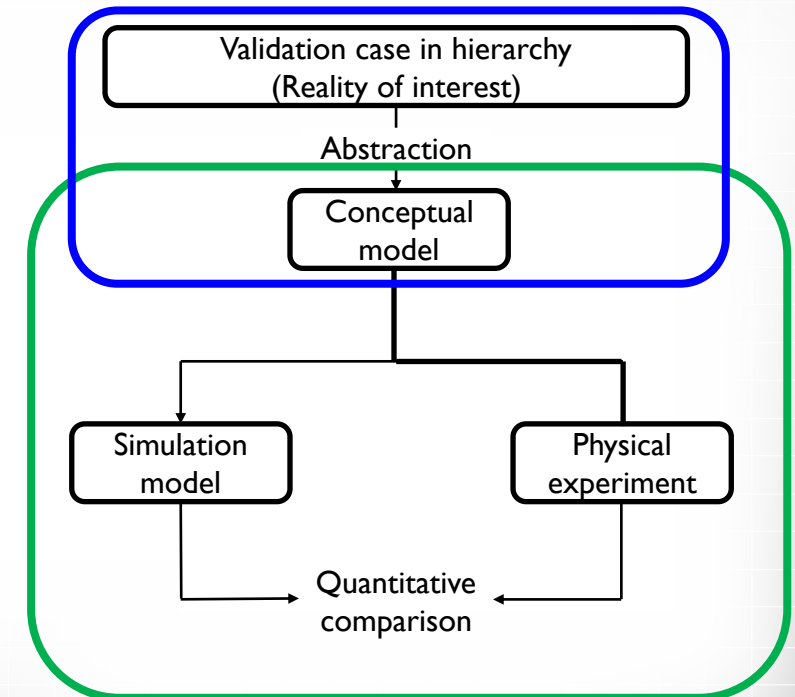 Validation case in hierarchy
(Reality of interest)
Abstraction
Conceptual
model
Simulation
model
Physical
experiment
Quantitative
comparison